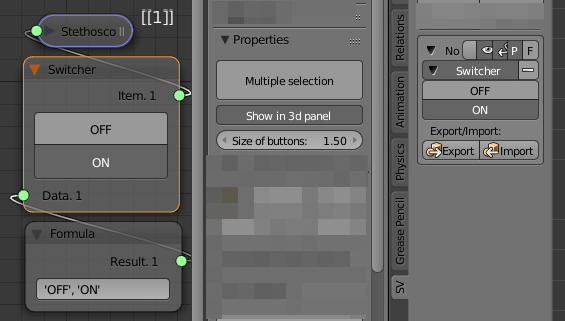 Stethosco
[[1]]
Switcher
Item. 1
OFF
ON
Data. 1
Formula
Result. 1
'OFF', 'ON'
Properties
Multiple selection
Show in 3d panel
Size of buttons: 1.50
Relations
Animation
Physics
Grease Pencil
SV
No P F
Switcher
OFF
ON
Export/Import:
Export Import